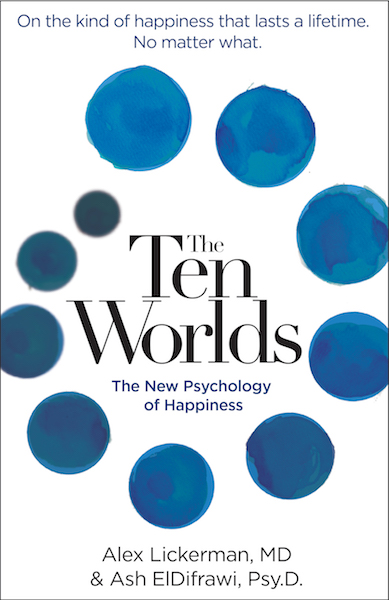 On the kind of happiness that lasts a lifetime.
No matter what.
The
Ten
Worlds
The New Psychology
of Happiness
Alex Lickerman, MD
& Ash ElDifrawi, Psy.D.